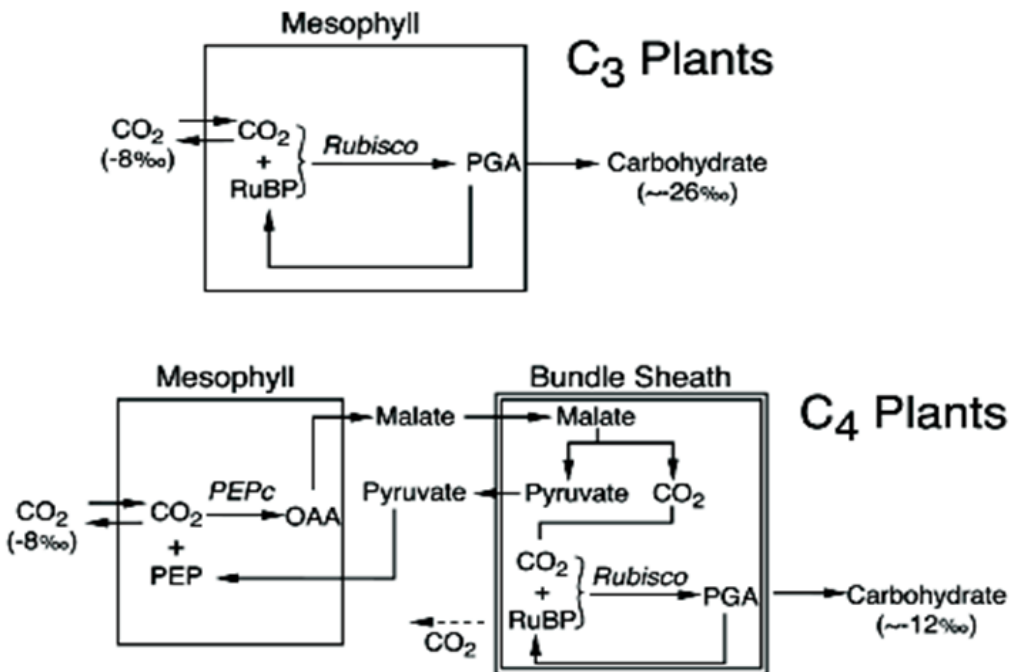 Mesophyll
C₃ Plants
CO₂
(-8‰)
CO₂
+
RuBP
Rubisco
PGA
Carbohydrate
(~-26‰)
Mesophyll
Bundle Sheath
C₄ Plants
Malate
Malate
CO₂
(-8‰)
CO₂
+
PEP
PEPc
OAA
Pyruvate
Pyruvate
CO₂
CO₂
+
RuBP
Rubisco
PGA
Carbohydrate
(~-12‰)
CO₂